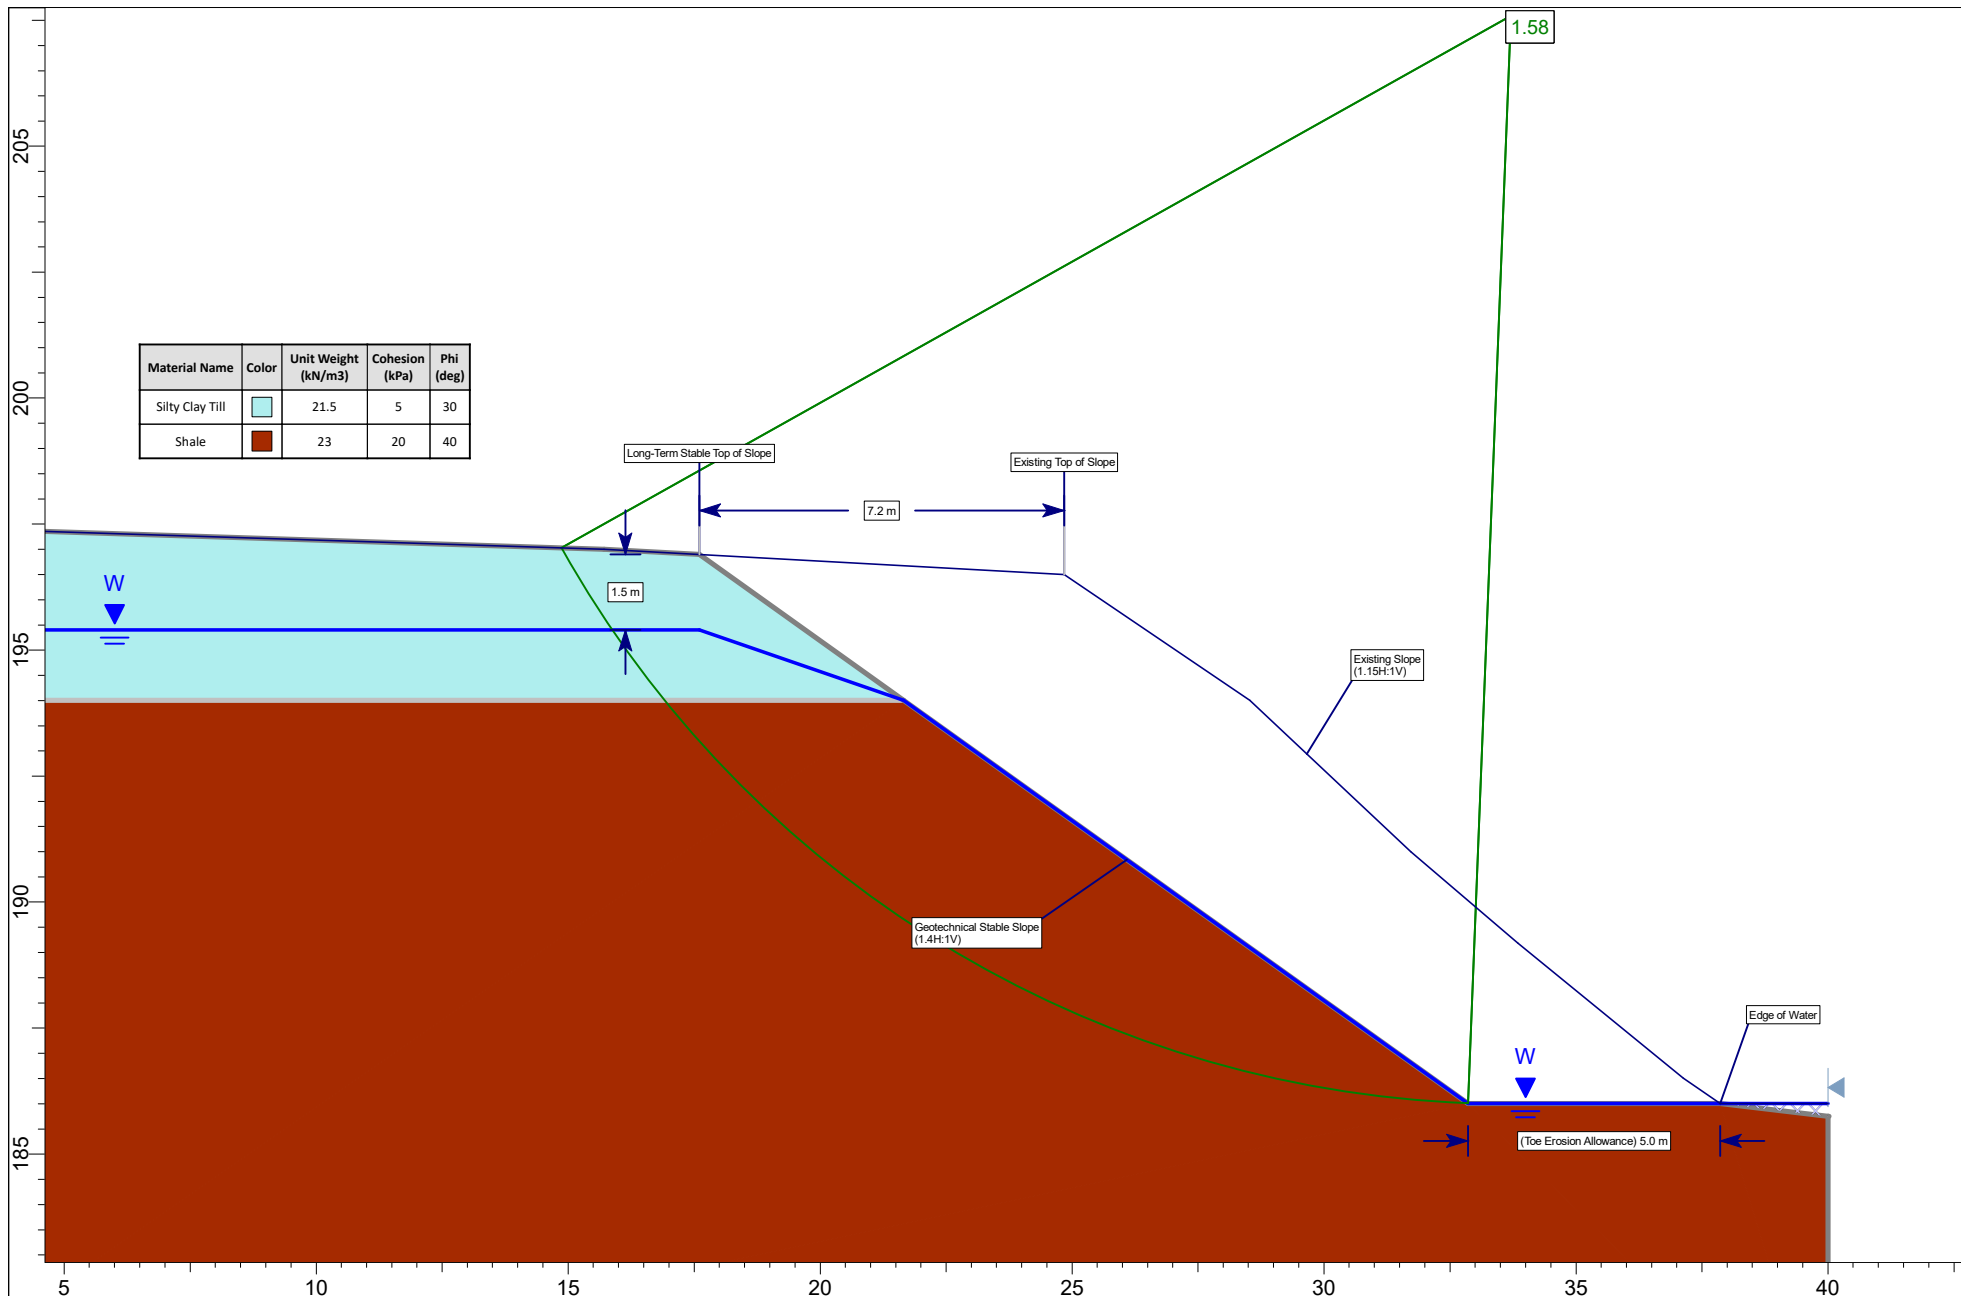 1.58
205
200
195
190
185
Material Name Color Unit Weight (kN/m3) Cohesion (kPa) Phi (deg)
Silty Clay Till 21.5 5 30
Shale 23 20 40
Long-Term Stable Top of Slope
Existing Top of Slope
7.2 m
W
1.5 m
Existing Slope
(1.15H:1V)
Geotechnical Stable Slope
(1.4H:1V)
Edge of Water
W
(Toe Erosion Allowance) 5.0 m
5 10 15 20 25 30 35 40